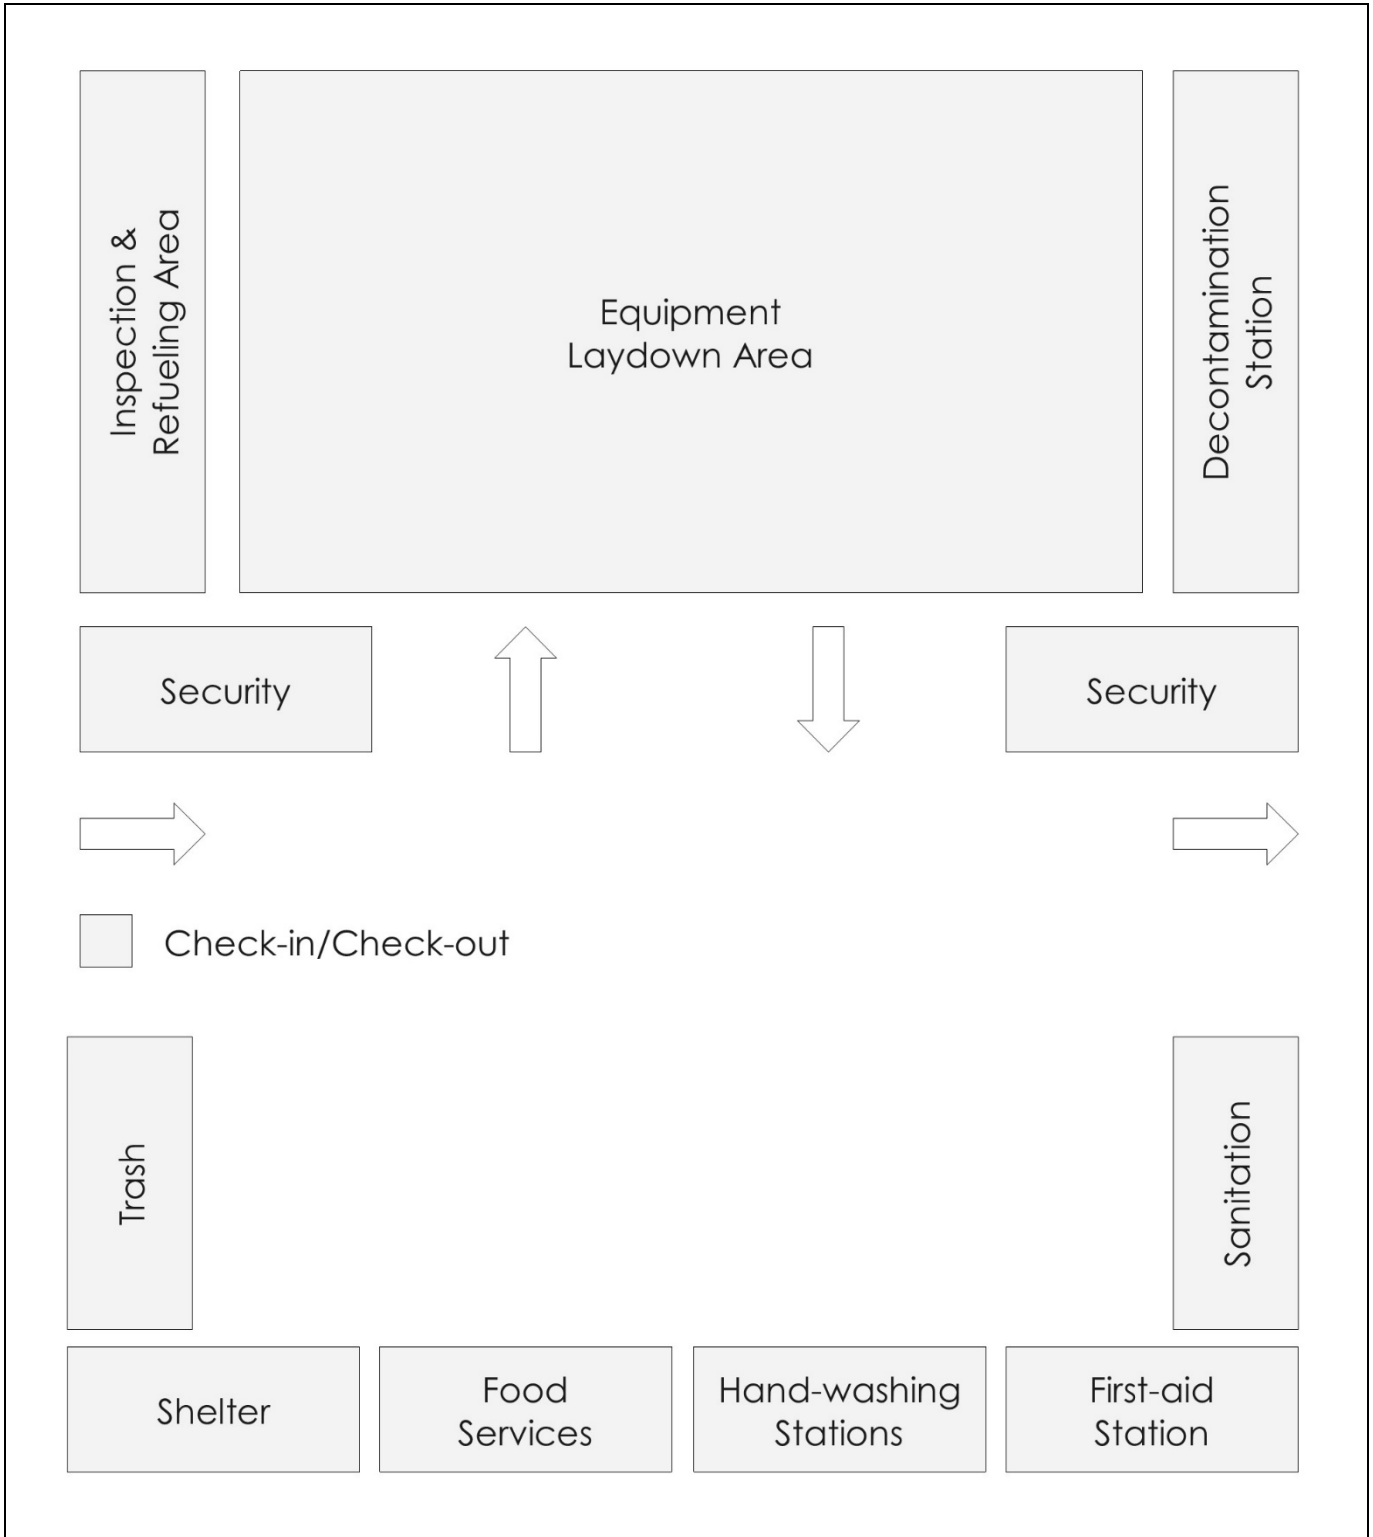 Inspection &
Refueling Area
Equipment
Laydown Area
Decontamination
Station
Security
Security
Check-in/Check-out
Trash
Sanitation
Shelter
Food
Services
Hand-washing
Stations
First-aid
Station